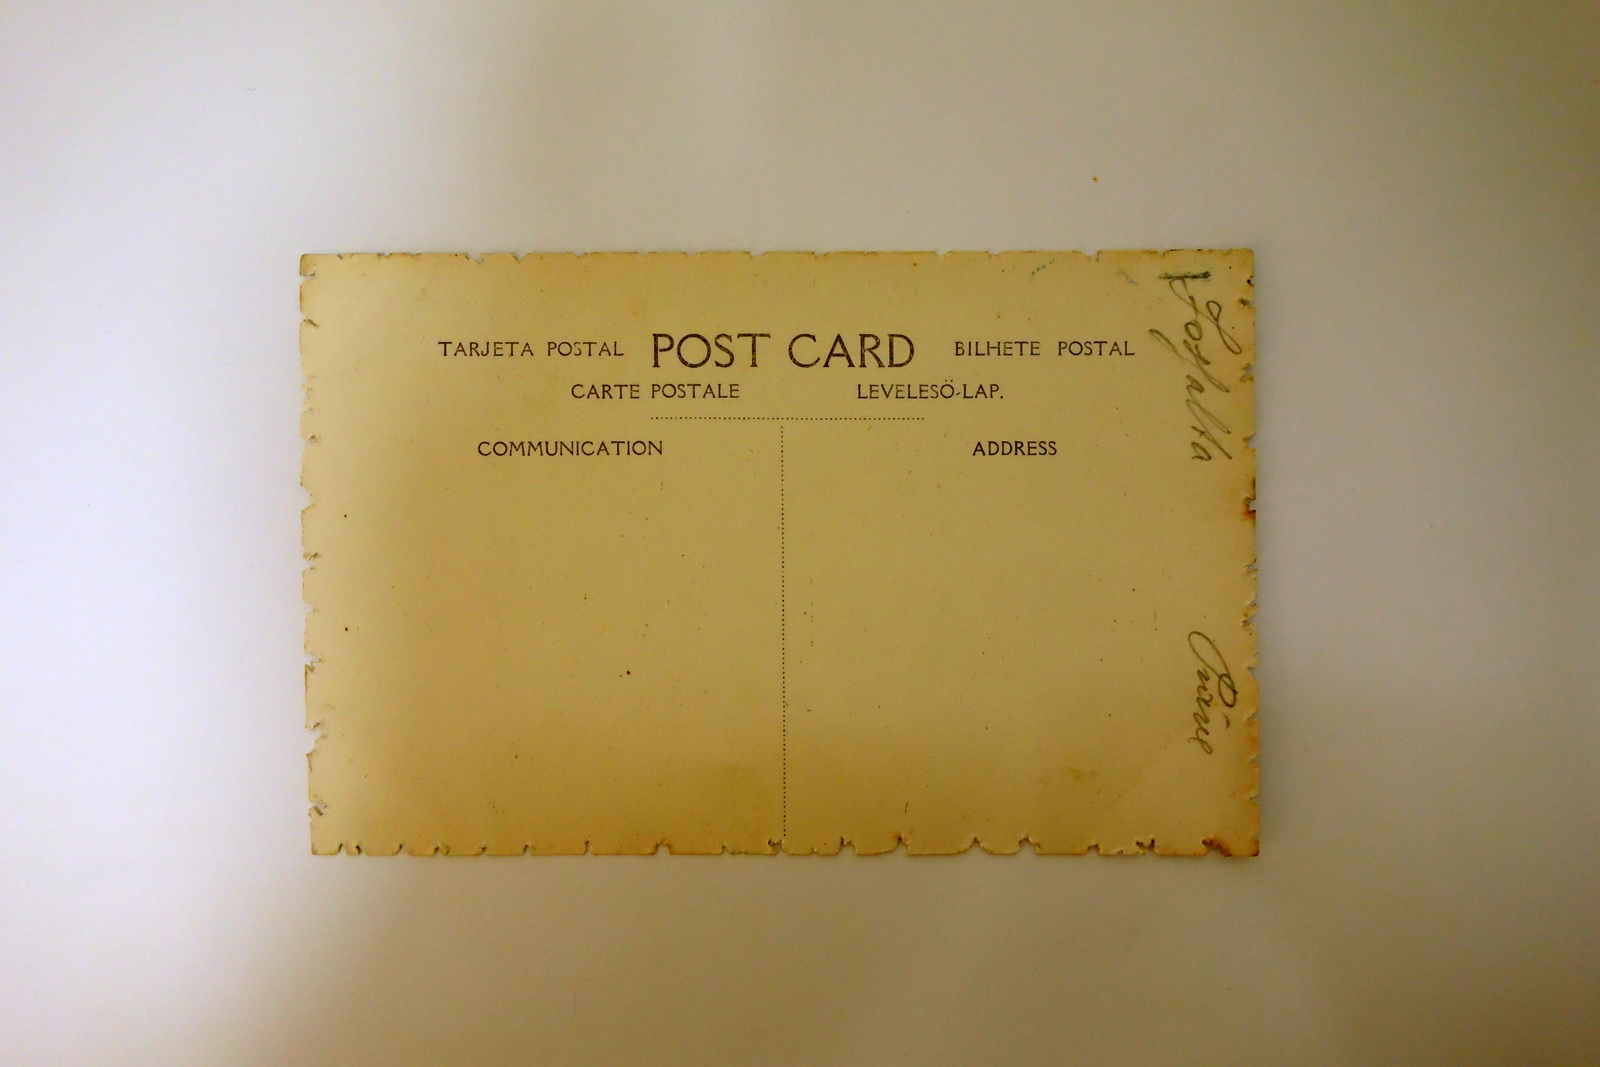 TARJETA POSTAL POST CARD BILHETE POSTAL
CARTE POSTALE LEVELESÖ-LAP.
COMMUNICATION
ADDRESS